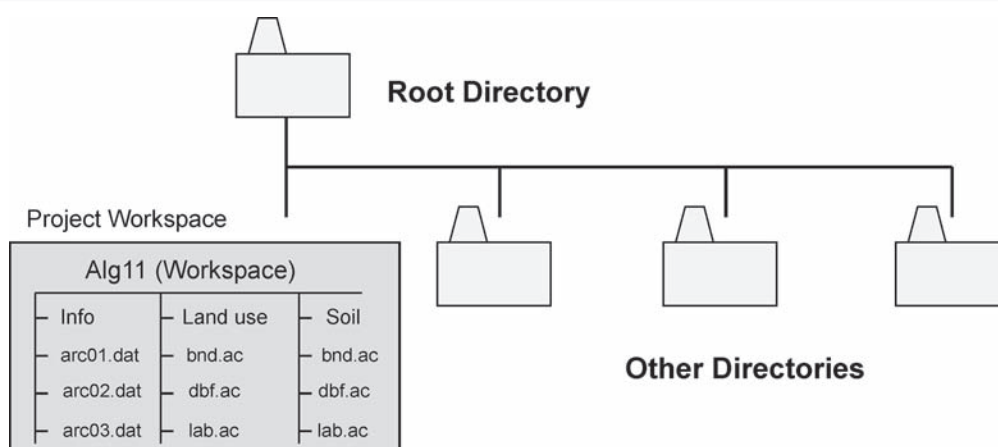 Root Directory
Project Workspace
Alg11 (Workspace)
Info Land use Soil
arc01.dat bnd.ac bnd.ac
arc02.dat dbf.ac dbf.ac
arc03.dat lab.ac lab.ac
Other Directories